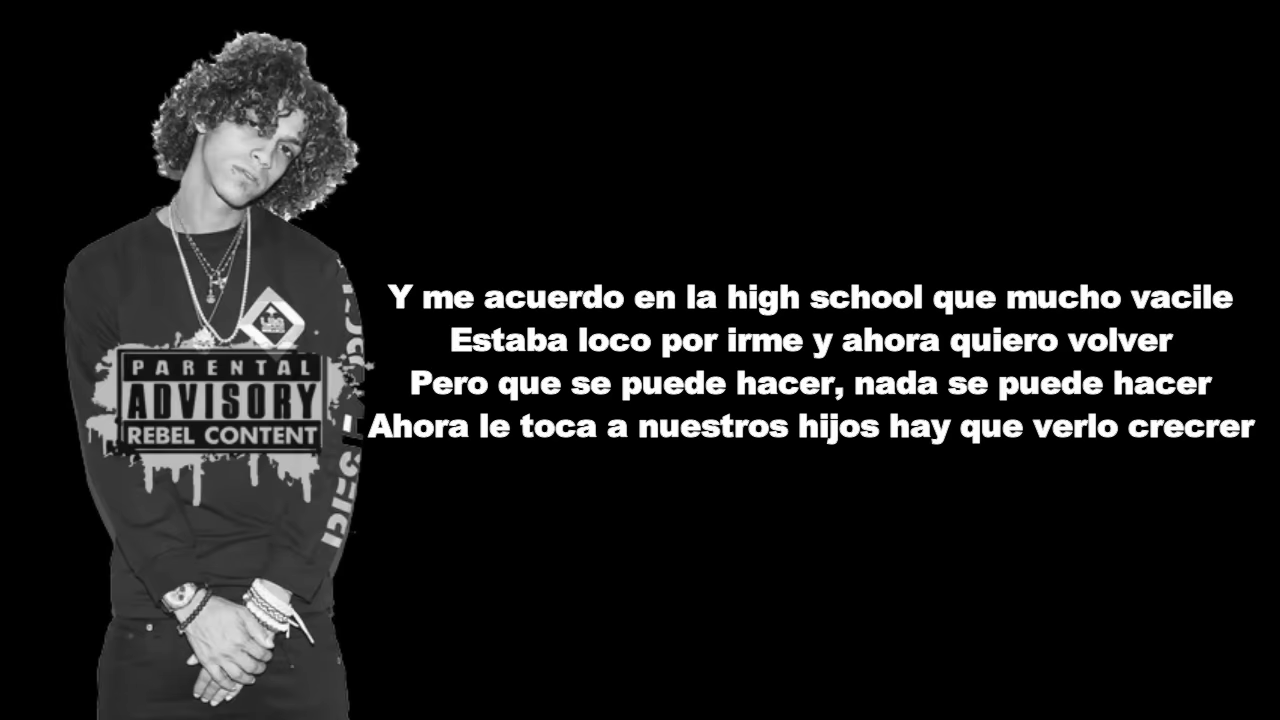 Y me acuerdo en la high school que mucho vacile
Estaba loco por irme y ahora quiero volver
Pero que se puede hacer, nada se puede hacer
Ahora le toca a nuestros hijos hay que verlo crecrer
PARENTAL
ADVISORY
REBEL CONTENT